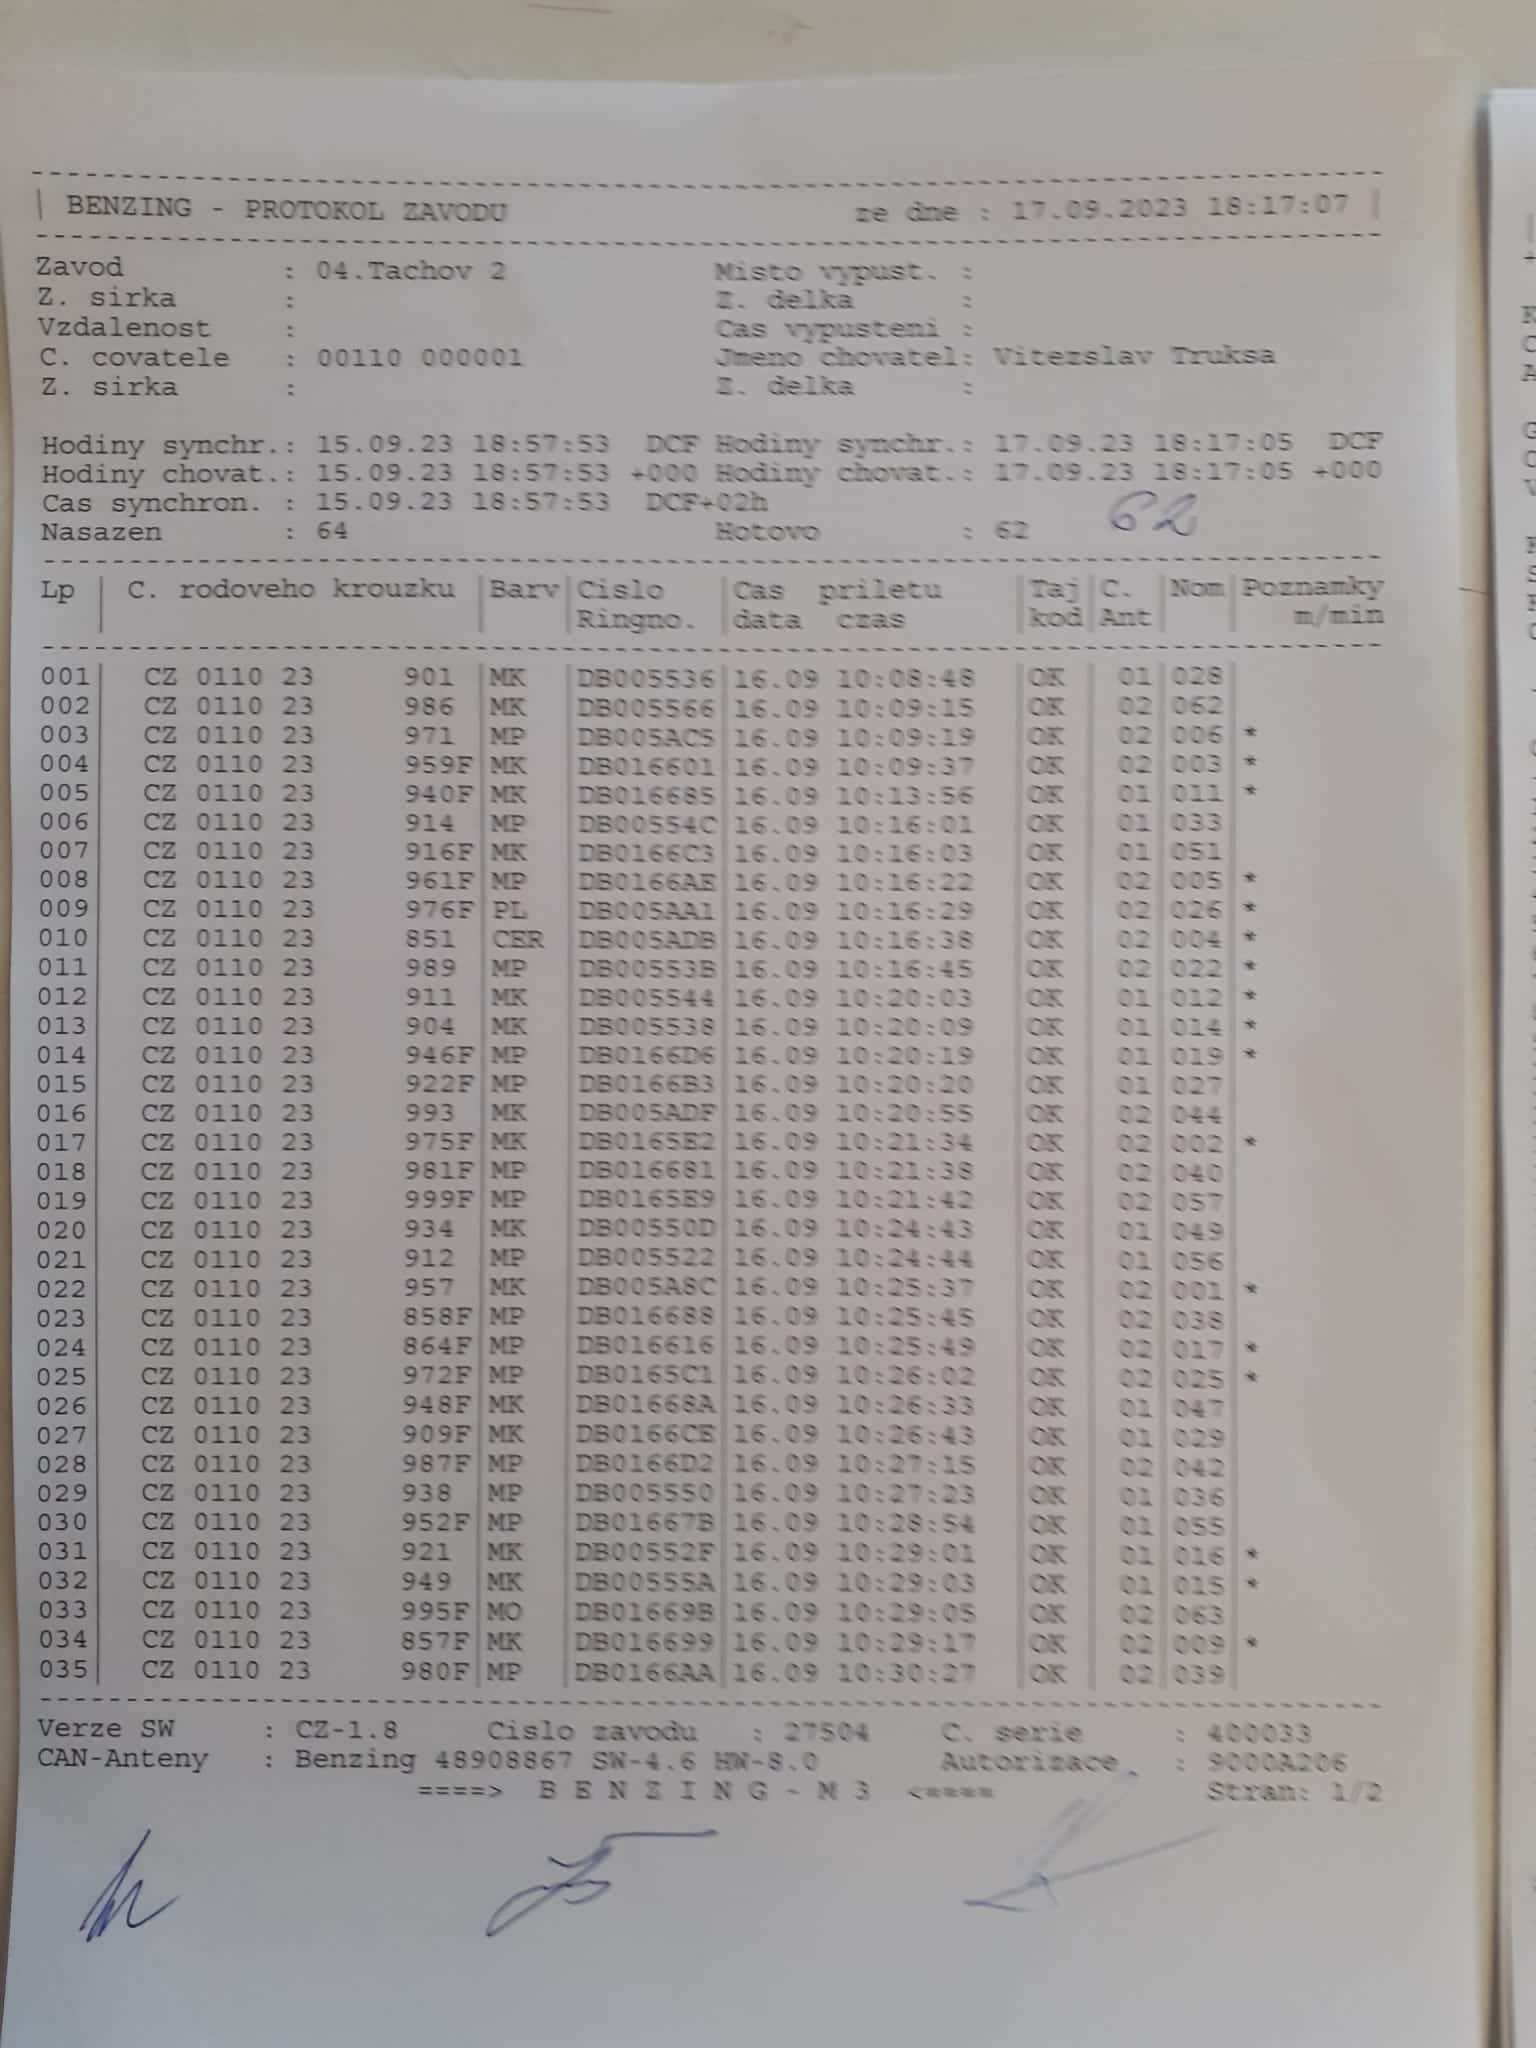 | BENZING - PROTOKOL ZAVODU ze dne : 17.09.2023 18:17:07 |
Zavod : 04.Tachov 2 Misto vypust. :
Z. sirka : Z. delka :
Vzdalenost : Cas vypusteni :
C. covatele : 00110 000001 Jmeno chovatel: Vitezslav Truksa
Z. sirka : Z. delka :
Hodiny synchr.: 15.09.23 18:57:53 DCF Hodiny synchr.: 17.09.23 18:17:05 DCF
Hodiny chovat.: 15.09.23 18:57:53 +000 Hodiny chovat.: 17.09.23 18:17:05 +000
Cas synchron. : 15.09.23 18:57:53 DCF+02h
Nasazen : 64 Hotovo : 62 62
Lp | C. rodoveho krouzku |Barv|Cislo |Cas priletu |Taj|C. |Nom|Poznamky
| | |Ringno. |data czas |kod|Ant| | m/min
001| CZ 0110 23 901 |MK |DB005536|16.09 10:08:48 |OK | 01|028|
002| CZ 0110 23 986 |MK |DB005566|16.09 10:09:15 |OK | 02|062|
003| CZ 0110 23 971 |MP |DB005AC5|16.09 10:09:19 |OK | 02|006|*
004| CZ 0110 23 959F|MK |DB016601|16.09 10:09:37 |OK | 02|003|*
005| CZ 0110 23 940F|MK |DB016685|16.09 10:13:56 |OK | 01|011|*
006| CZ 0110 23 914 |MP |DB00554C|16.09 10:16:01 |OK | 01|033|
007| CZ 0110 23 916F|MK |DB0166C3|16.09 10:16:03 |OK | 01|051|
008| CZ 0110 23 961F|MP |DB0166AE|16.09 10:16:22 |OK | 02|005|*
009| CZ 0110 23 976F|PL |DB005AA1|16.09 10:16:29 |OK | 02|026|*
010| CZ 0110 23 851 |CER |DB005ADB|16.09 10:16:38 |OK | 02|004|*
011| CZ 0110 23 989 |MP |DB00553B|16.09 10:16:45 |OK | 02|022|*
012| CZ 0110 23 911 |MK |DB005544|16.09 10:20:03 |OK | 01|012|*
013| CZ 0110 23 904 |MK |DB005538|16.09 10:20:09 |OK | 01|014|*
014| CZ 0110 23 946F|MP |DB0166D6|16.09 10:20:19 |OK | 01|019|*
015| CZ 0110 23 922F|MP |DB0166B3|16.09 10:20:20 |OK | 01|027|
016| CZ 0110 23 993 |MK |DB005ADF|16.09 10:20:55 |OK | 02|044|
017| CZ 0110 23 975F|MK |DB0165E2|16.09 10:21:34 |OK | 02|002|*
018| CZ 0110 23 981F|MP |DB016681|16.09 10:21:38 |OK | 02|040|
019| CZ 0110 23 999F|MP |DB0165E9|16.09 10:21:42 |OK | 02|057|
020| CZ 0110 23 934 |MK |DB00550D|16.09 10:24:43 |OK | 01|049|
021| CZ 0110 23 912 |MP |DB005522|16.09 10:24:44 |OK | 01|056|
022| CZ 0110 23 957 |MK |DB005A8C|16.09 10:25:37 |OK | 02|001|*
023| CZ 0110 23 858F|MP |DB016688|16.09 10:25:45 |OK | 02|038|
024| CZ 0110 23 864F|MP |DB016616|16.09 10:25:49 |OK | 02|017|*
025| CZ 0110 23 972F|MP |DB0165C1|16.09 10:26:02 |OK | 02|025|*
026| CZ 0110 23 948F|MK |DB01668A|16.09 10:26:33 |OK | 01|047|
027| CZ 0110 23 909F|MK |DB0166CE|16.09 10:26:43 |OK | 01|029|
028| CZ 0110 23 987F|MP |DB0166D2|16.09 10:27:15 |OK | 02|042|
029| CZ 0110 23 938 |MP |DB005550|16.09 10:27:23 |OK | 01|036|
030| CZ 0110 23 952F|MP |DB01667B|16.09 10:28:54 |OK | 01|055|
031| CZ 0110 23 921 |MK |DB00552F|16.09 10:29:01 |OK | 01|016|*
032| CZ 0110 23 949 |MK |DB00555A|16.09 10:29:03 |OK | 01|015|*
033| CZ 0110 23 995F|MO |DB01669B|16.09 10:29:05 |OK | 02|063|
034| CZ 0110 23 857F|MK |DB016699|16.09 10:29:17 |OK | 02|009|*
035| CZ 0110 23 980F|MP |DB0166AA|16.09 10:30:27 |OK | 02|039|
Verze SW : CZ-1.8 Cislo zavodu : 27504 C. serie : 400033
CAN-Anteny : Benzing 48908867 SW-4.6 HW-8.0 Autorizace : 9000A206
====> B E N Z I N G - M 3 <==== Stran: 1/2